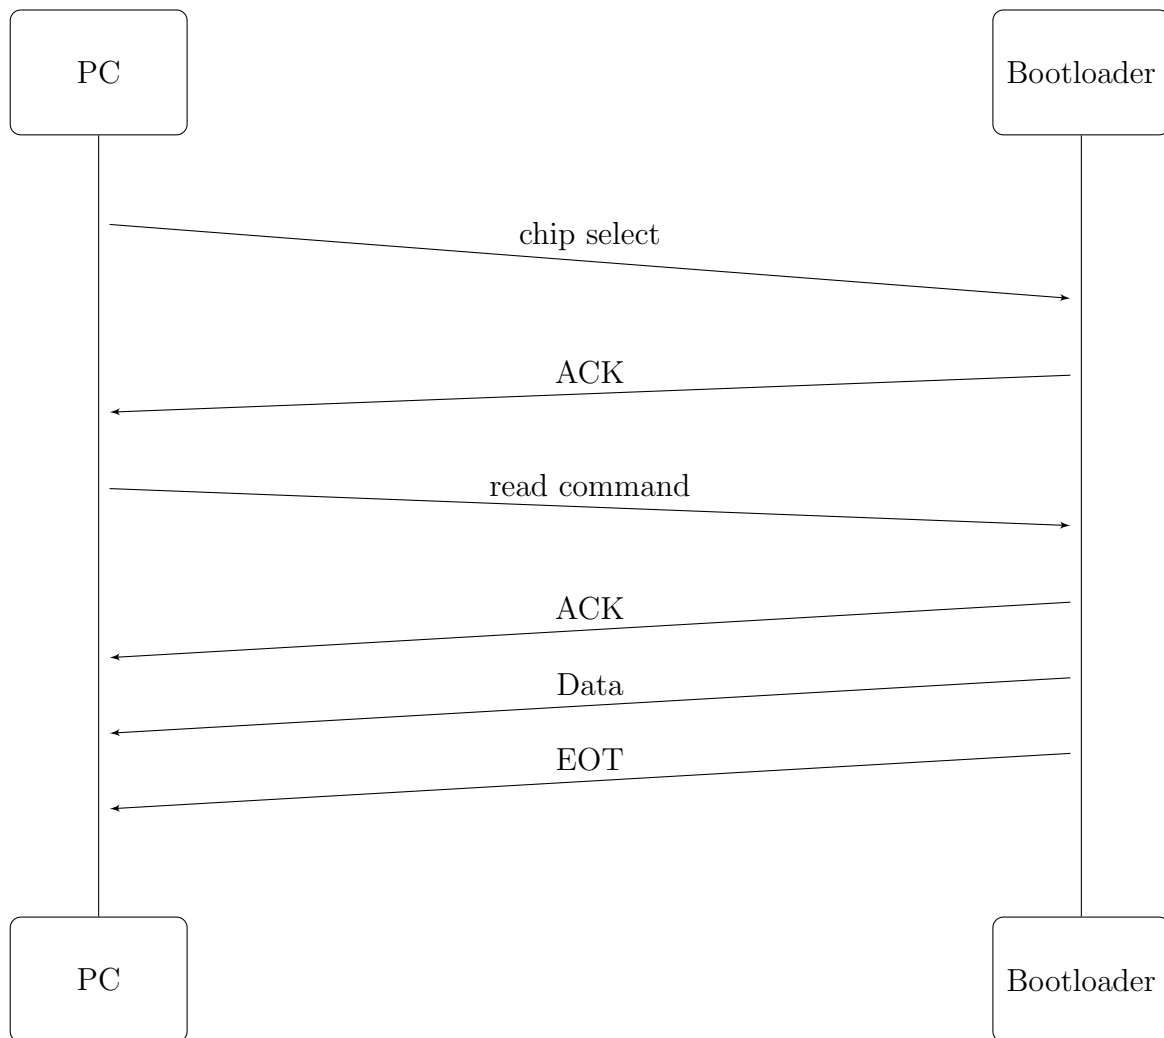 PC
Bootloader
chip select
ACK
read command
ACK
Data
EOT
PC
Bootloader